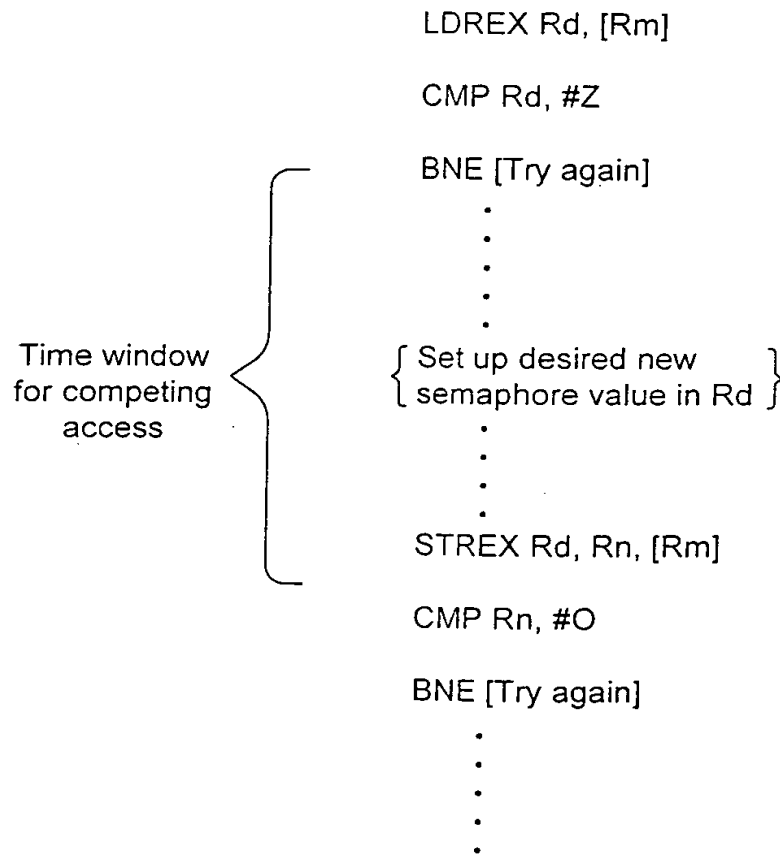 LDREX Rd, [Rm]
CMP Rd, #Z
BNE [Try again]
Time window
for competing
access
{ Set up desired new
semaphore value in Rd }
STREX Rd, Rn, [Rm]
CMP Rn, #O
BNE [Try again]